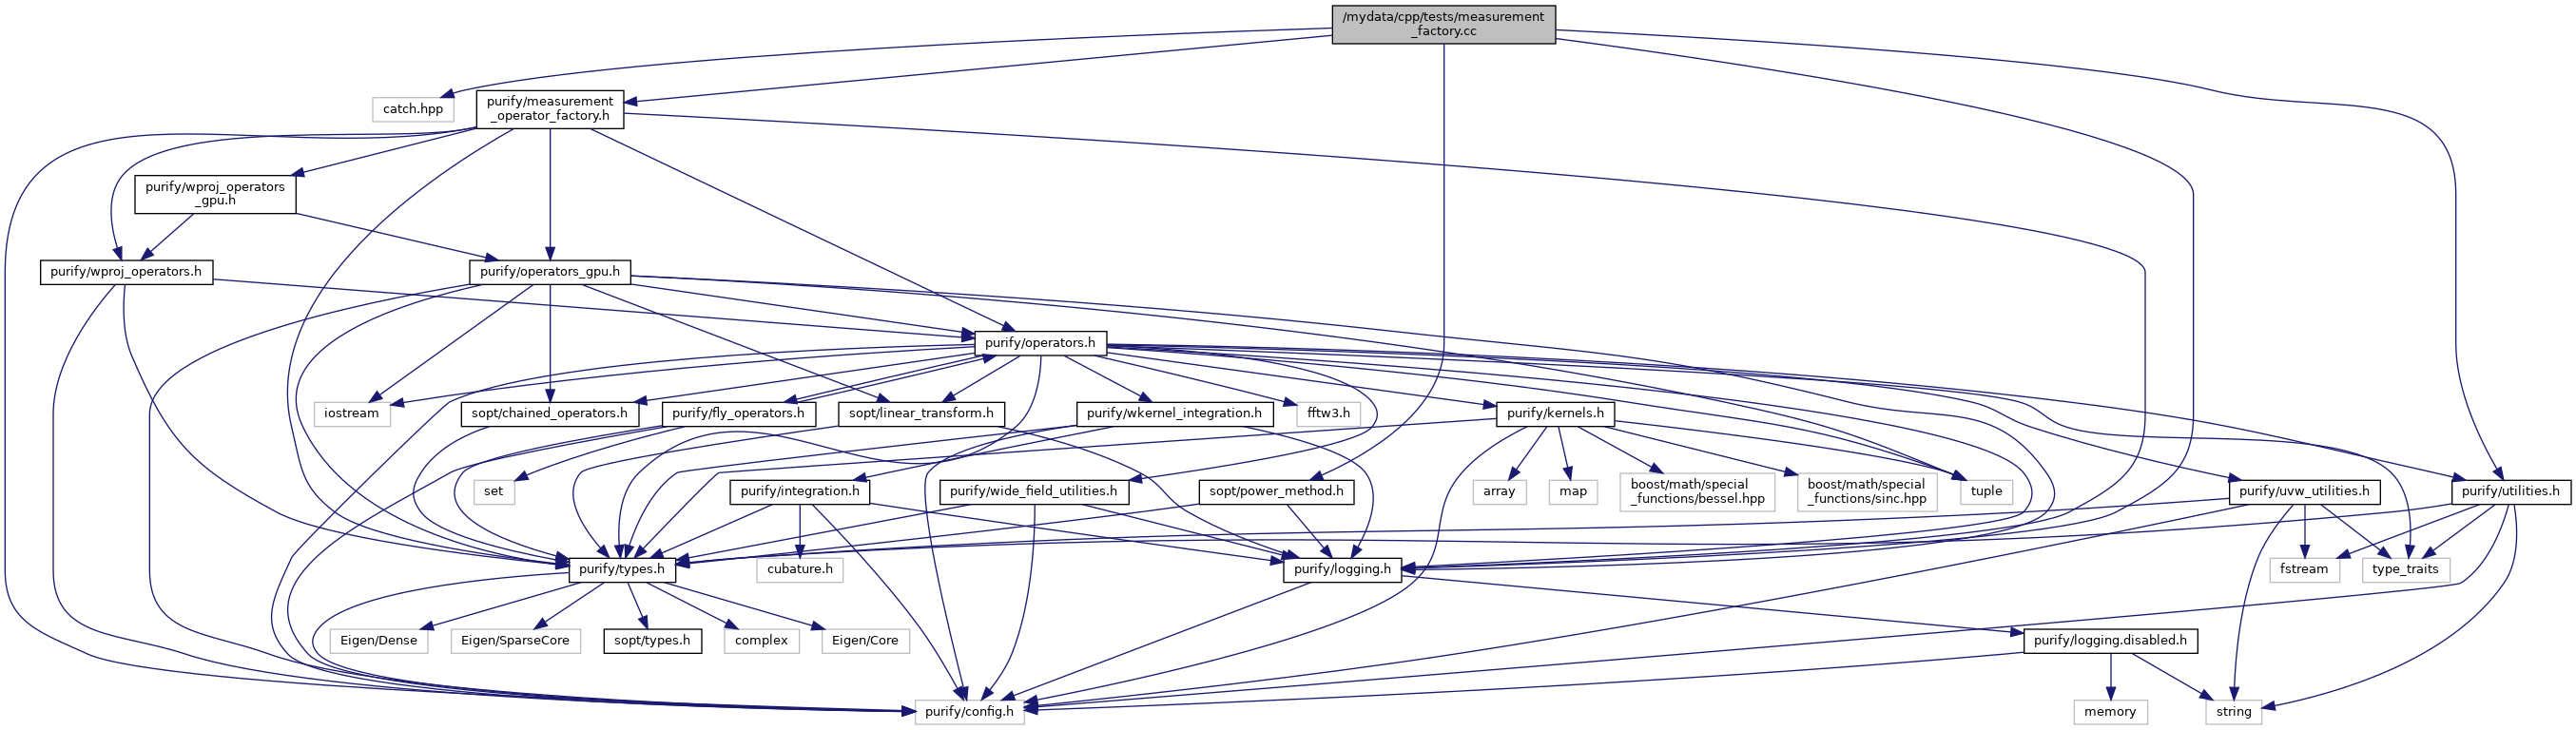 /mydata/cpp/tests/measurement
_factory.cc
catch.hpp
purify/measurement
_operator_factory.h
purify/wproj_operators
_gpu.h
purify/wproj_operators.h
purify/operators_gpu.h
purify/operators.h
iostream
sopt/chained_operators.h
purify/fly_operators.h
sopt/linear_transform.h
purify/wkernel_integration.h
fftw3.h
purify/kernels.h
set
purify/integration.h
purify/wide_field_utilities.h
sopt/power_method.h
array
map
boost/math/special
_functions/bessel.hpp
boost/math/special
_functions/sinc.hpp
tuple
purify/uvw_utilities.h
purify/utilities.h
purify/types.h
cubature.h
purify/logging.h
fstream
type_traits
Eigen/Dense
Eigen/SparseCore
sopt/types.h
complex
Eigen/Core
purify/logging.disabled.h
purify/config.h
memory
string